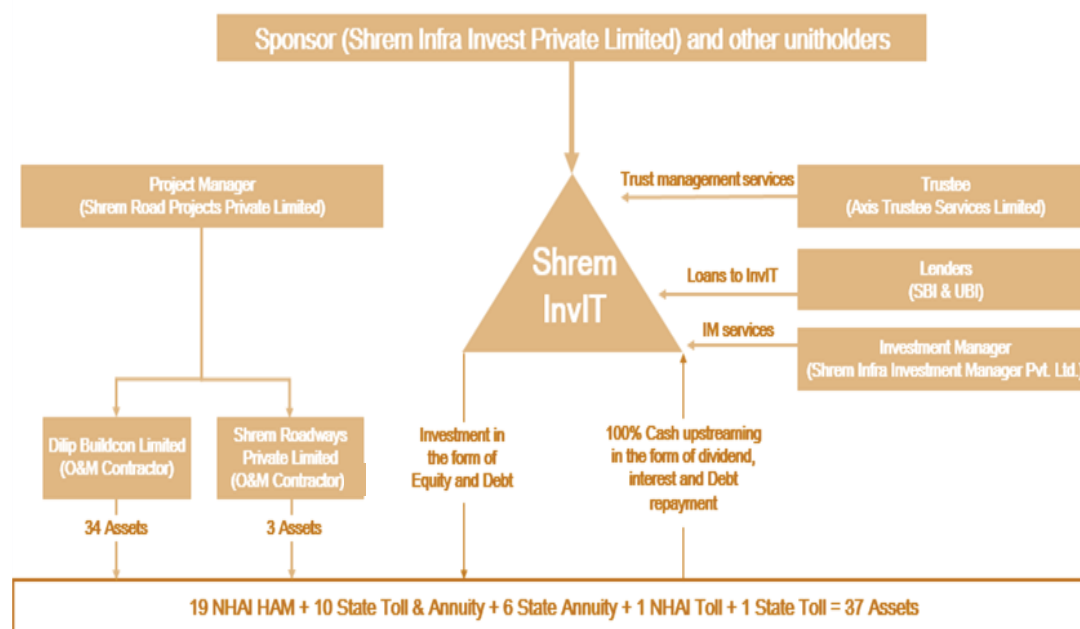 Sponsor (Shrem Infra Invest Private Limited) and other unitholders
Project Manager
(Shrem Road Projects Private Limited)
Trust management services
Trustee
(Axis Trustee Services Limited)
Shrem
InvIT
Loans to InvIT
Lenders
(SBI & UBI)
IM services
Investment Manager
(Shrem Infra Investment Manager Pvt. Ltd.)
Dilip Buildcon Limited
(O&M Contractor)
Shrem Roadways
Private Limited
(O&M Contractor)
Investment in
the form of
Equity and Debt
100% Cash upstreaming
in the form of dividend,
interest and Debt
repayment
34 Assets
3 Assets
19 NHAI HAM + 10 State Toll & Annuity + 6 State Annuity + 1 NHAI Toll + 1 State Toll = 37 Assets